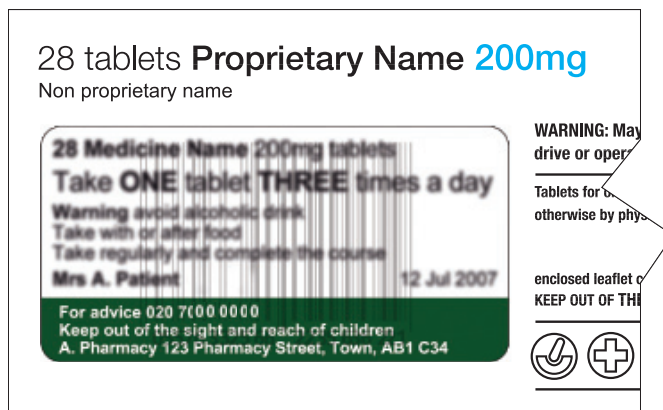 28 tablets Proprietary Name 200mg
Non proprietary name
28 Medicine Name 200mg tablets
Take ONE tablet THREE times a day
Warning avoid alcoholic drink
Take with or after food
Take regularly and complete the course
Mrs A. Patient 12 Jul 2007
For advice 020 7000 0000
Keep out of the sight and reach of children
A. Pharmacy 123 Pharmacy Street, Town, AB1 C34
WARNING: May
drive or oper
Tablets for
otherwise by phys
enclosed leaflet
KEEP OUT OF THE